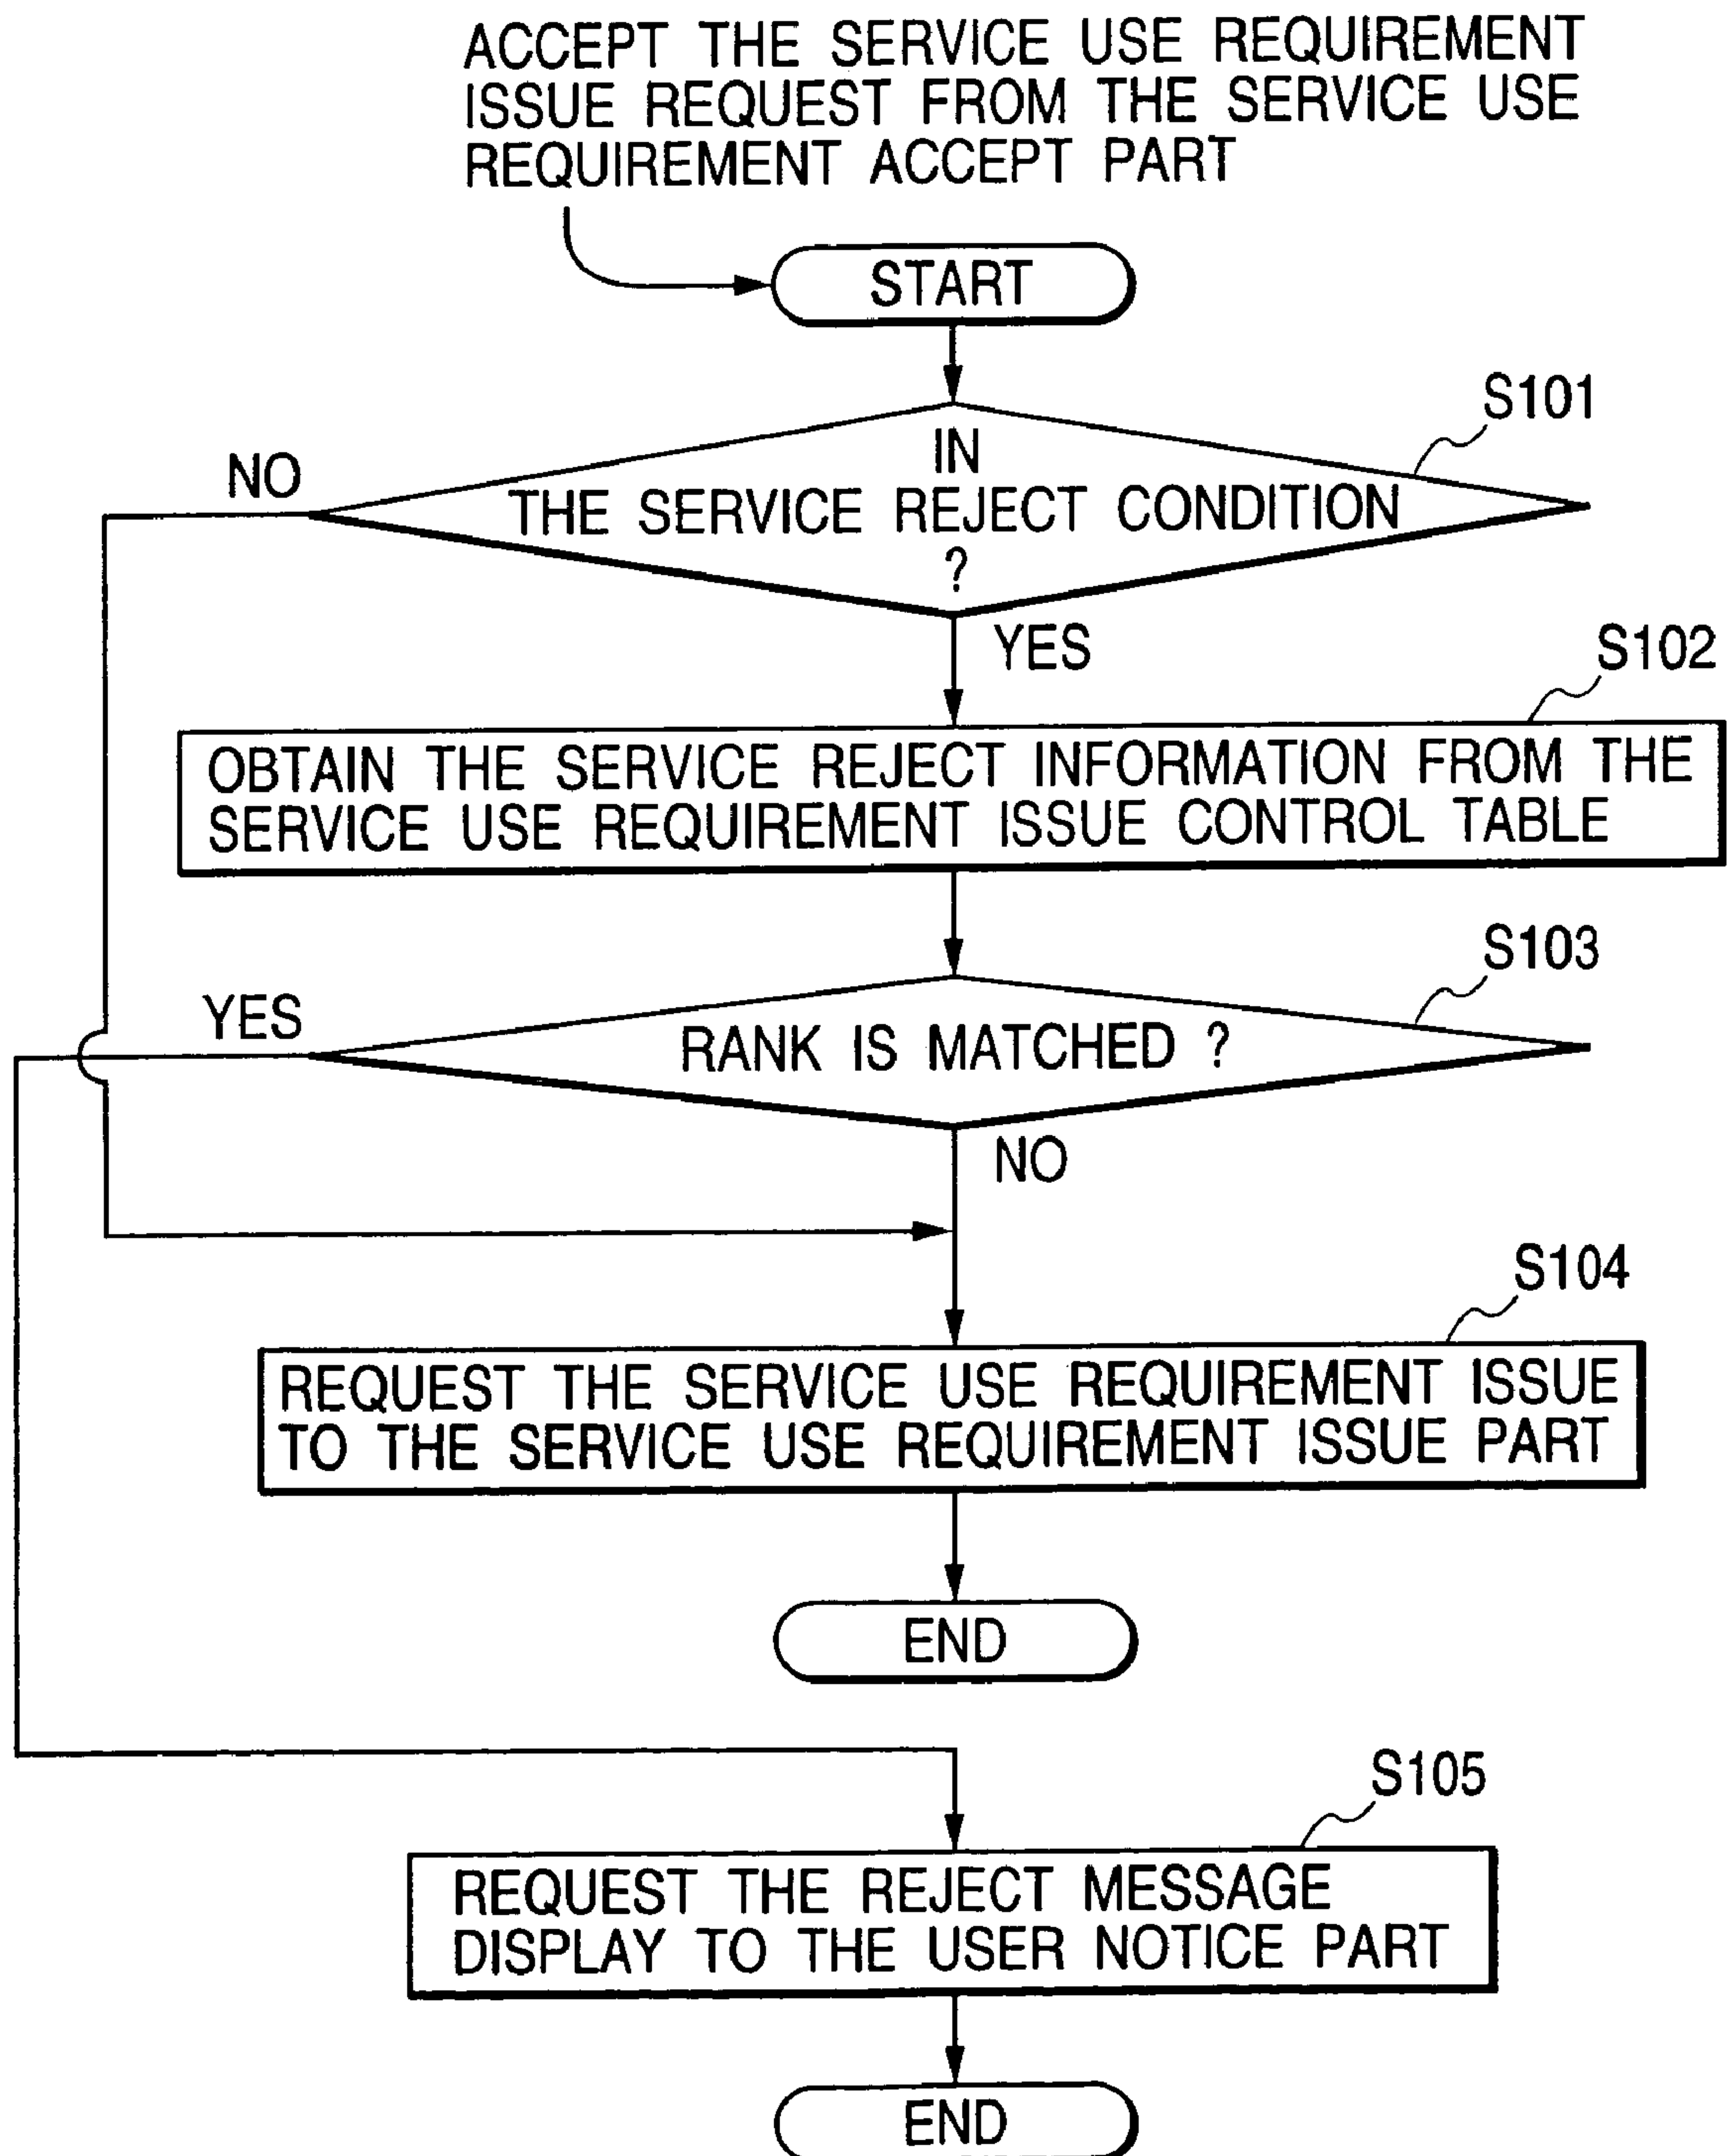 ACCEPT THE SERVICE USE REQUIREMENT
ISSUE REQUEST FROM THE SERVICE USE
REQUIREMENT ACCEPT PART
START
S101
NO
IN
THE SERVICE REJECT CONDITION
?
YES
S102
OBTAIN THE SERVICE REJECT INFORMATION FROM THE
SERVICE USE REQUIREMENT ISSUE CONTROL TABLE
S103
YES
RANK IS MATCHED ?
NO
S104
REQUEST THE SERVICE USE REQUIREMENT ISSUE
TO THE SERVICE USE REQUIREMENT ISSUE PART
END
S105
REQUEST THE REJECT MESSAGE
DISPLAY TO THE USER NOTICE PART
END